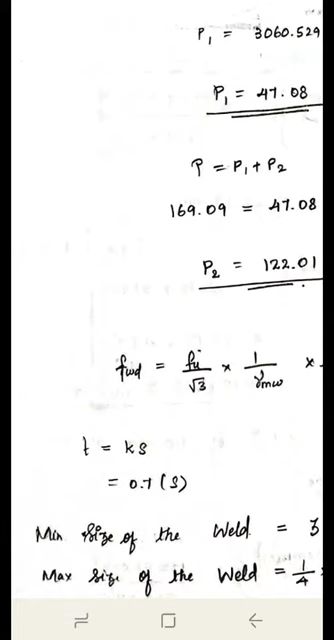 P₁ = 3060.529
P₁ = 47.08
P = P₁ + P₂
169.09 = 47.08
P₂ = 122.01
fwd = fu/√3 × 1/γmw ×
t = KS
= 0.7 (S)
Min Size of the Weld = 3
Max Size of the Weld = 1/4